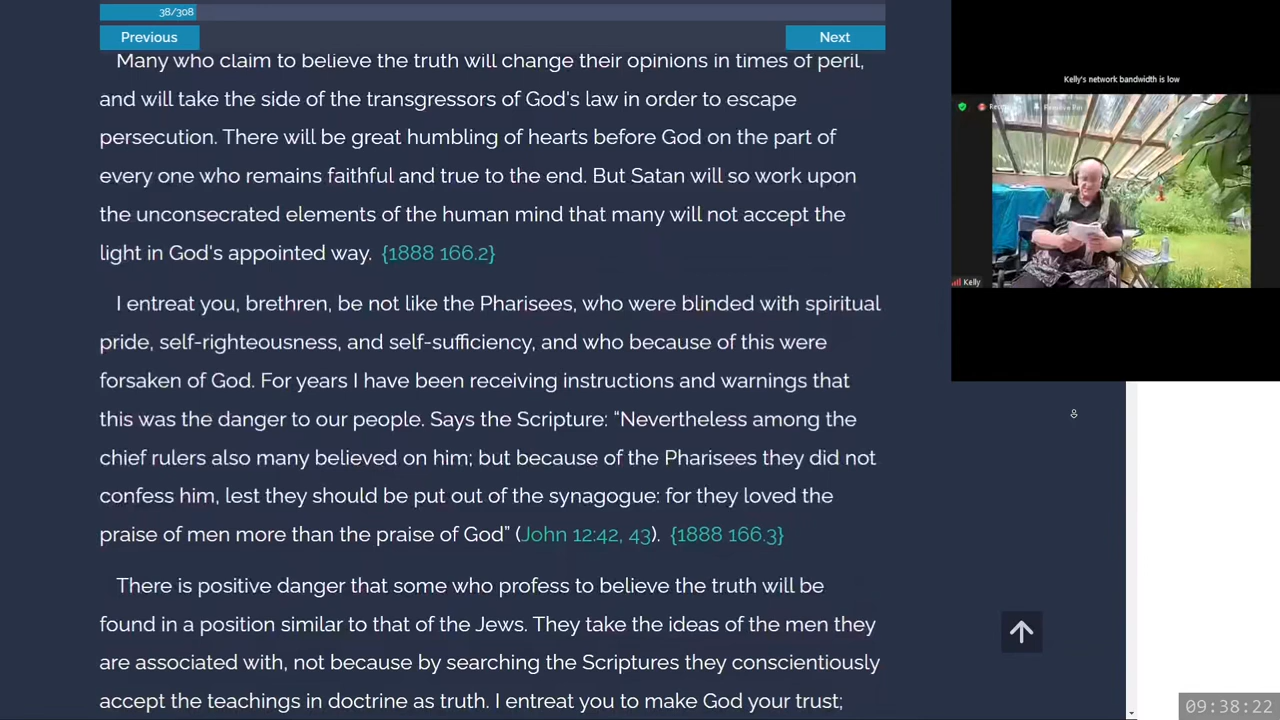 38/308
Previous
Next
Many who claim to believe the truth will change their opinions in times of peril,
and will take the side of the transgressors of God's law in order to escape
persecution. There will be great humbling of hearts before God on the part of
every one who remains faithful and true to the end. But Satan will so work upon
the unconsecrated elements of the human mind that many will not accept the
light in God's appointed way. {1888 166.2}
I entreat you, brethren, be not like the Pharisees, who were blinded with spiritual
pride, self-righteousness, and self-sufficiency, and who because of this were
forsaken of God. For years I have been receiving instructions and warnings that
this was the danger to our people. Says the Scripture: “Nevertheless among the
chief rulers also many believed on him; but because of the Pharisees they did not
confess him, lest they should be put out of the synagogue: for they loved the
praise of men more than the praise of God” (John 12:42, 43). {1888 166.3}
There is positive danger that some who profess to believe the truth will be
found in a position similar to that of the Jews. They take the ideas of the men they
are associated with, not because by searching the Scriptures they conscientiously
accept the teachings in doctrine as truth. I entreat you to make God your trust;
Kelly's network bandwidth is low
Kelly
09:38:22